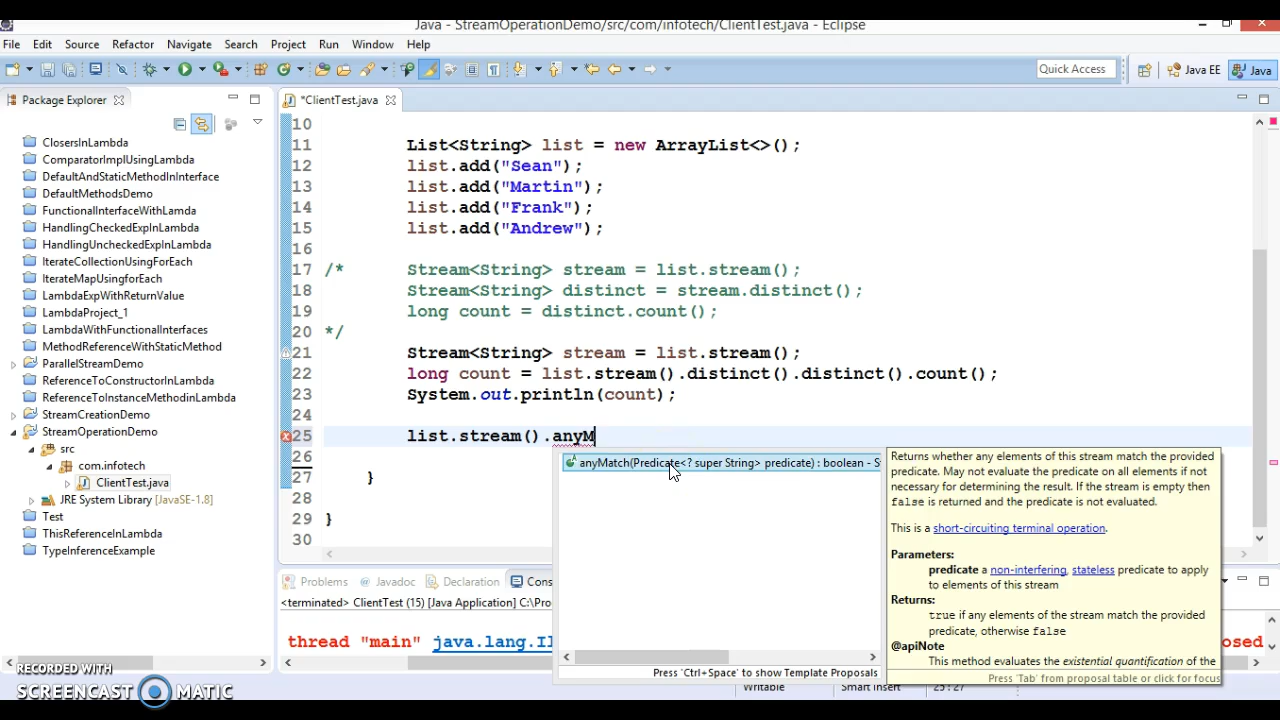 Java - StreamOperationDemo/src/com/infotech/ClientTest.java - Eclipse
File Edit Source Refactor Navigate Search Project Run Window Help
Quick Access Java EE Java
Package Explorer
*ClientTest.java
ClosersInLambda
ComparatorImplUsingLambda
DefaultAndStaticMethodInInterface
DefaultMethodsDemo
FunctionalInterfaceWithLamda
HandlingCheckedExpInLambda
HandlingUncheckedExpInLambda
IterateCollectionUsingForEach
IterateMapUsingforEach
LambdaExpWithReturnValue
LambdaProject_1
LambdaWithFunctionalInterfaces
MethodReferenceWithStaticMethod
ParallelStreamDemo
ReferenceToConstructorInLambda
ReferenceToInstanceMethodinLambda
StreamCreationDemo
StreamOperationDemo
src
com.infotech
ClientTest.java
JRE System Library [JavaSE-1.8]
Test
ThisReferenceInLambda
TypeInferenceExample
10
11 List<String> list = new ArrayList<>();
12 list.add("Sean");
13 list.add("Martin");
14 list.add("Frank");
15 list.add("Andrew");
16
17 /* Stream<String> stream = list.stream();
18 Stream<String> distinct = stream.distinct();
19 long count = distinct.count();
20 */
21 Stream<String> stream = list.stream();
22 long count = list.stream().distinct().distinct().count();
23 System.out.println(count);
24
25 list.stream().anyM
26
27 }
28
29 }
30
anyMatch(Predicate<? super String> predicate) : boolean - S
Press 'Ctrl+Space' to show Template Proposals
Returns whether any elements of this stream match the provided
predicate. May not evaluate the predicate on all elements if not
necessary for determining the result. If the stream is empty then
false is returned and the predicate is not evaluated.
This is a short-circuiting terminal operation.
Parameters:
predicate a non-interfering, stateless predicate to apply
to elements of this stream
Returns:
true if any elements of the stream match the provided
predicate, otherwise false
@apiNote
This method evaluates the existential quantification of the
Press 'Tab' from proposal table or click for focus
Problems Javadoc Declaration Cons
<terminated> ClientTest (15) [Java Application] C:\Pro
thread "main" java.lang.Il
osed
Writable Smart Insert 25 : 27
RECORDED WITH
SCREENCAST MATIC